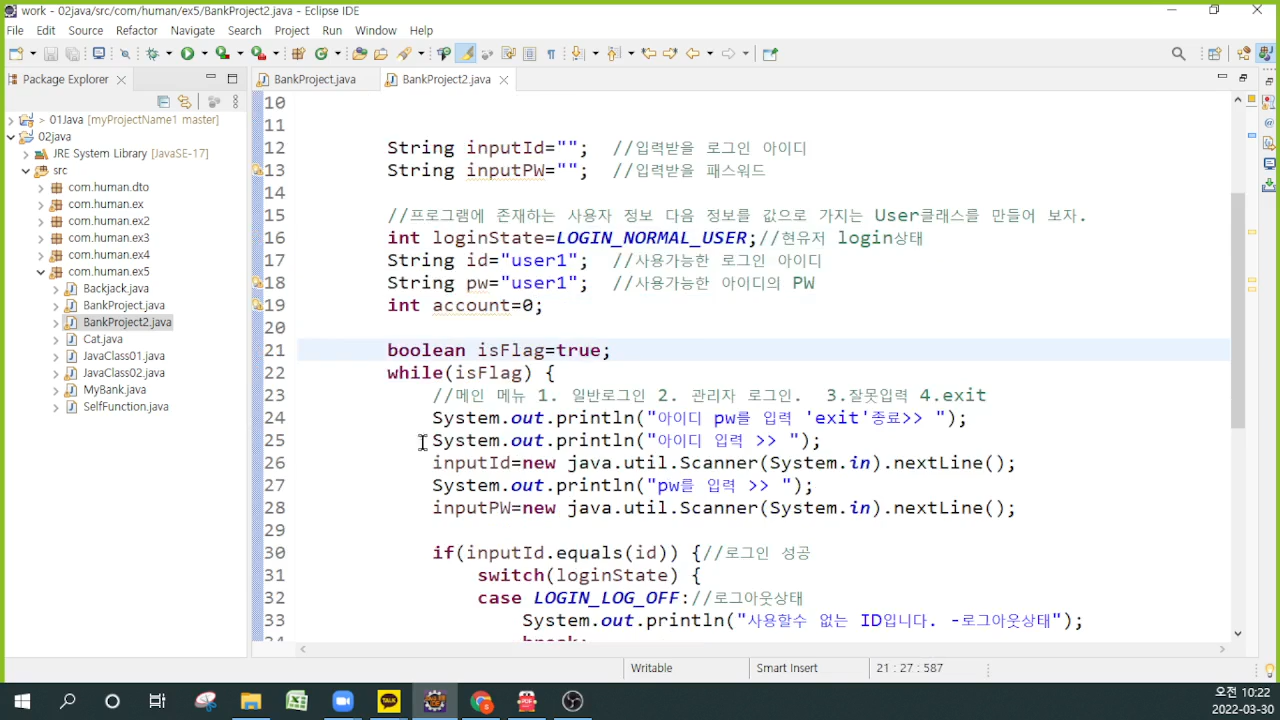 work - 02java/src/com/human/ex5/BankProject2.java - Eclipse IDE
File Edit Source Refactor Navigate Search Project Run Window Help
Package Explorer
BankProject.java BankProject2.java
> 01Java [myProjectName1 master]
02java
JRE System Library [JavaSE-17]
src
com.human.dto
com.human.ex
com.human.ex2
com.human.ex3
com.human.ex4
com.human.ex5
Backjack.java
BankProject.java
BankProject2.java
Cat.java
JavaClass01.java
JavaClass02.java
MyBank.java
SelfFunction.java
10
11
12 String inputId=""; //입력받을 로그인 아이디
13 String inputPW=""; //입력받을 패스워드
14
15 //프로그램에 존재하는 사용자 정보 다음 정보를 값으로 가지는 User클래스를 만들어 보자.
16 int loginState=LOGIN_NORMAL_USER;//현유저 login상태
17 String id="user1"; //사용가능한 로그인 아이디
18 String pw="user1"; //사용가능한 아이디의 PW
19 int account=0;
20
21 boolean isFlag=true;
22 while(isFlag) {
23 //메인 메뉴 1. 일반로그인 2. 관리자 로그인. 3.잘못입력 4.exit
24 System.out.println("아이디 pw를 입력 'exit'종료>> ");
25 System.out.println("아이디 입력 >> ");
26 inputId=new java.util.Scanner(System.in).nextLine();
27 System.out.println("pw를 입력 >> ");
28 inputPW=new java.util.Scanner(System.in).nextLine();
29
30 if(inputId.equals(id)) {//로그인 성공
31 switch(loginState) {
32 case LOGIN_LOG_OFF://로그아웃상태
33 System.out.println("사용할수 없는 ID입니다. -로그아웃상태");
34 break;
Writable Smart Insert 21 : 27 : 587
TALK
PDF
오전 10:22
2022-03-30